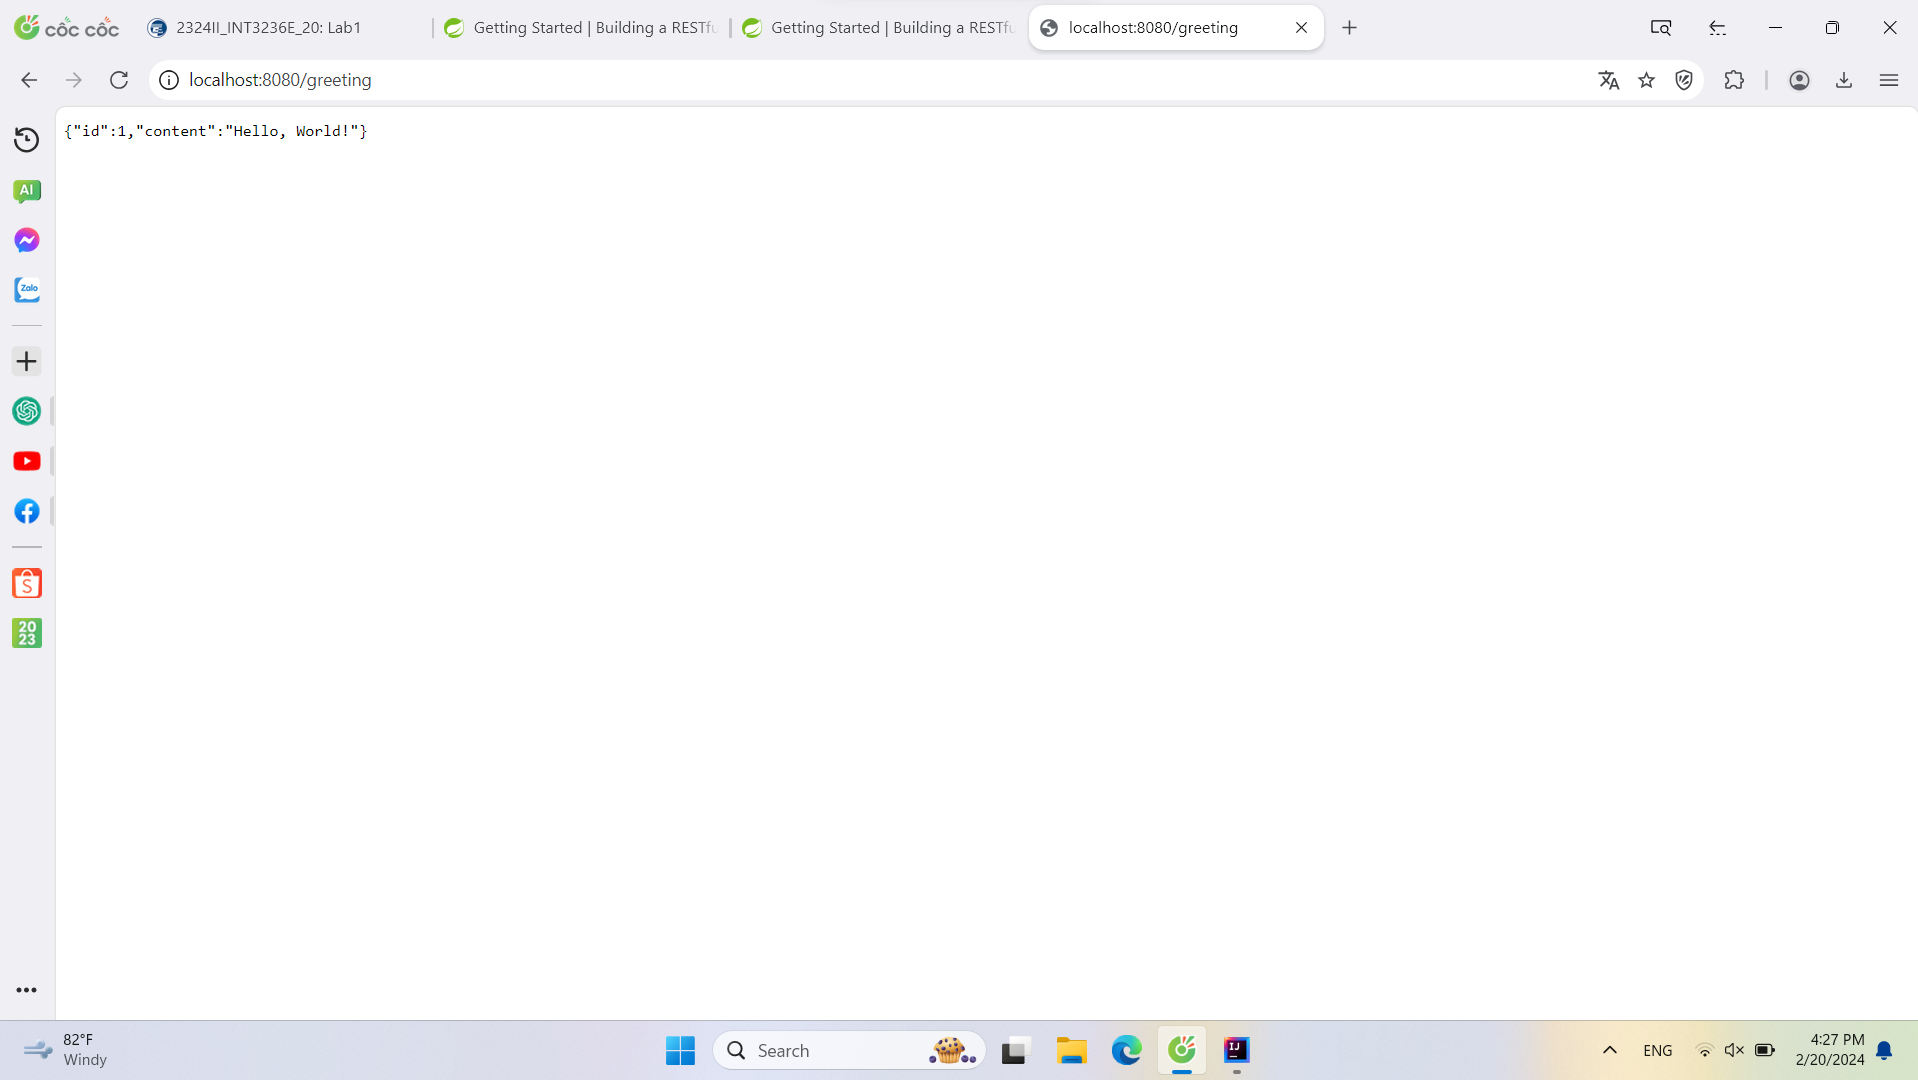 cốc cốc
2324II_INT3236E_20: Lab1
Getting Started | Building a RESTfu
Getting Started | Building a RESTfu
localhost:8080/greeting
localhost:8080/greeting
{"id":1,"content":"Hello, World!"}
AI
Zalo
S
20
23
82°F
Windy
Search
IJ
ENG
4:27 PM
2/20/2024